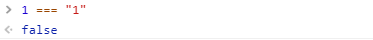 1 === "1"
false